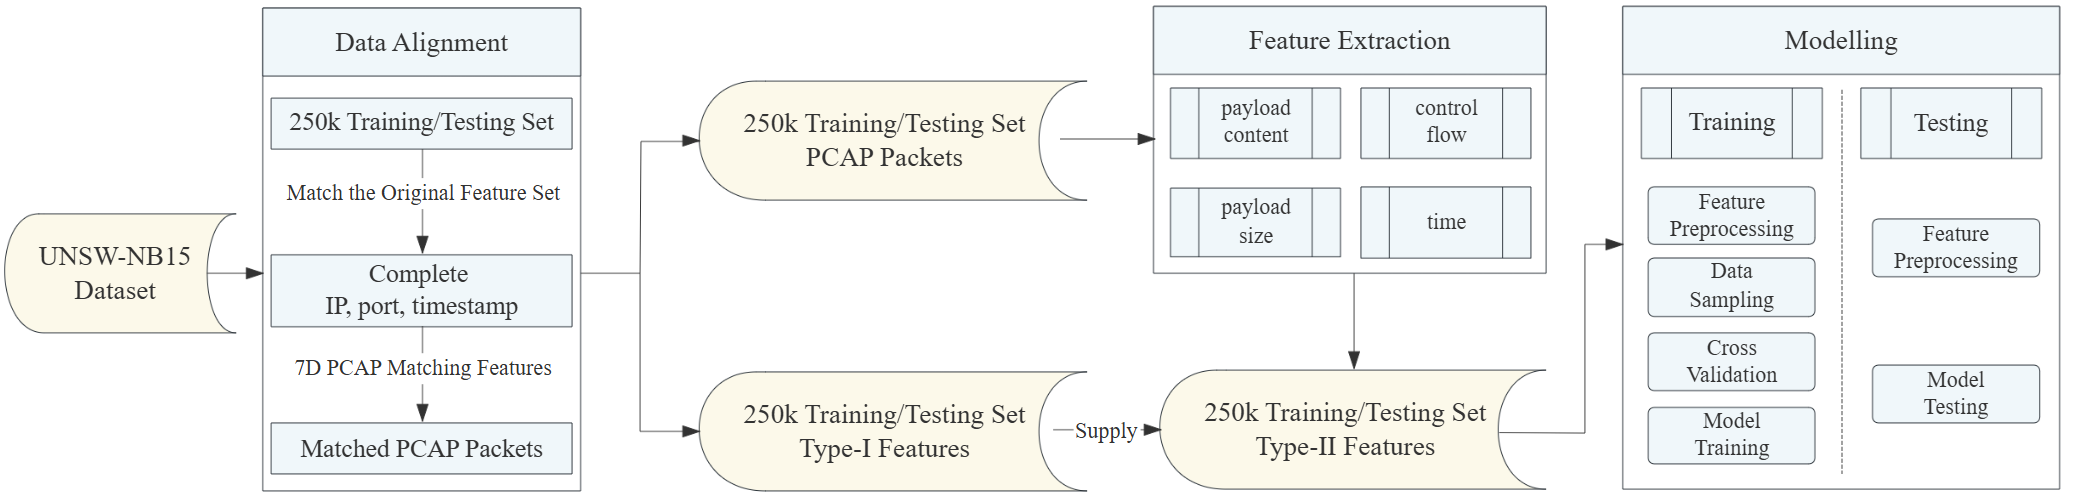 UNSW-NB15
Dataset
Data Alignment
250k Training/Testing Set
Match the Original Feature Set
Complete
IP, port, timestamp
7D PCAP Matching Features
Matched PCAP Packets
250k Training/Testing Set
PCAP Packets
250k Training/Testing Set
Type-I Features
Supply
Feature Extraction
payload
content
control
flow
payload
size
time
250k Training/Testing Set
Type-II Features
Modelling
Training
Feature
Preprocessing
Data
Sampling
Cross
Validation
Model
Training
Testing
Feature
Preprocessing
Model
Testing